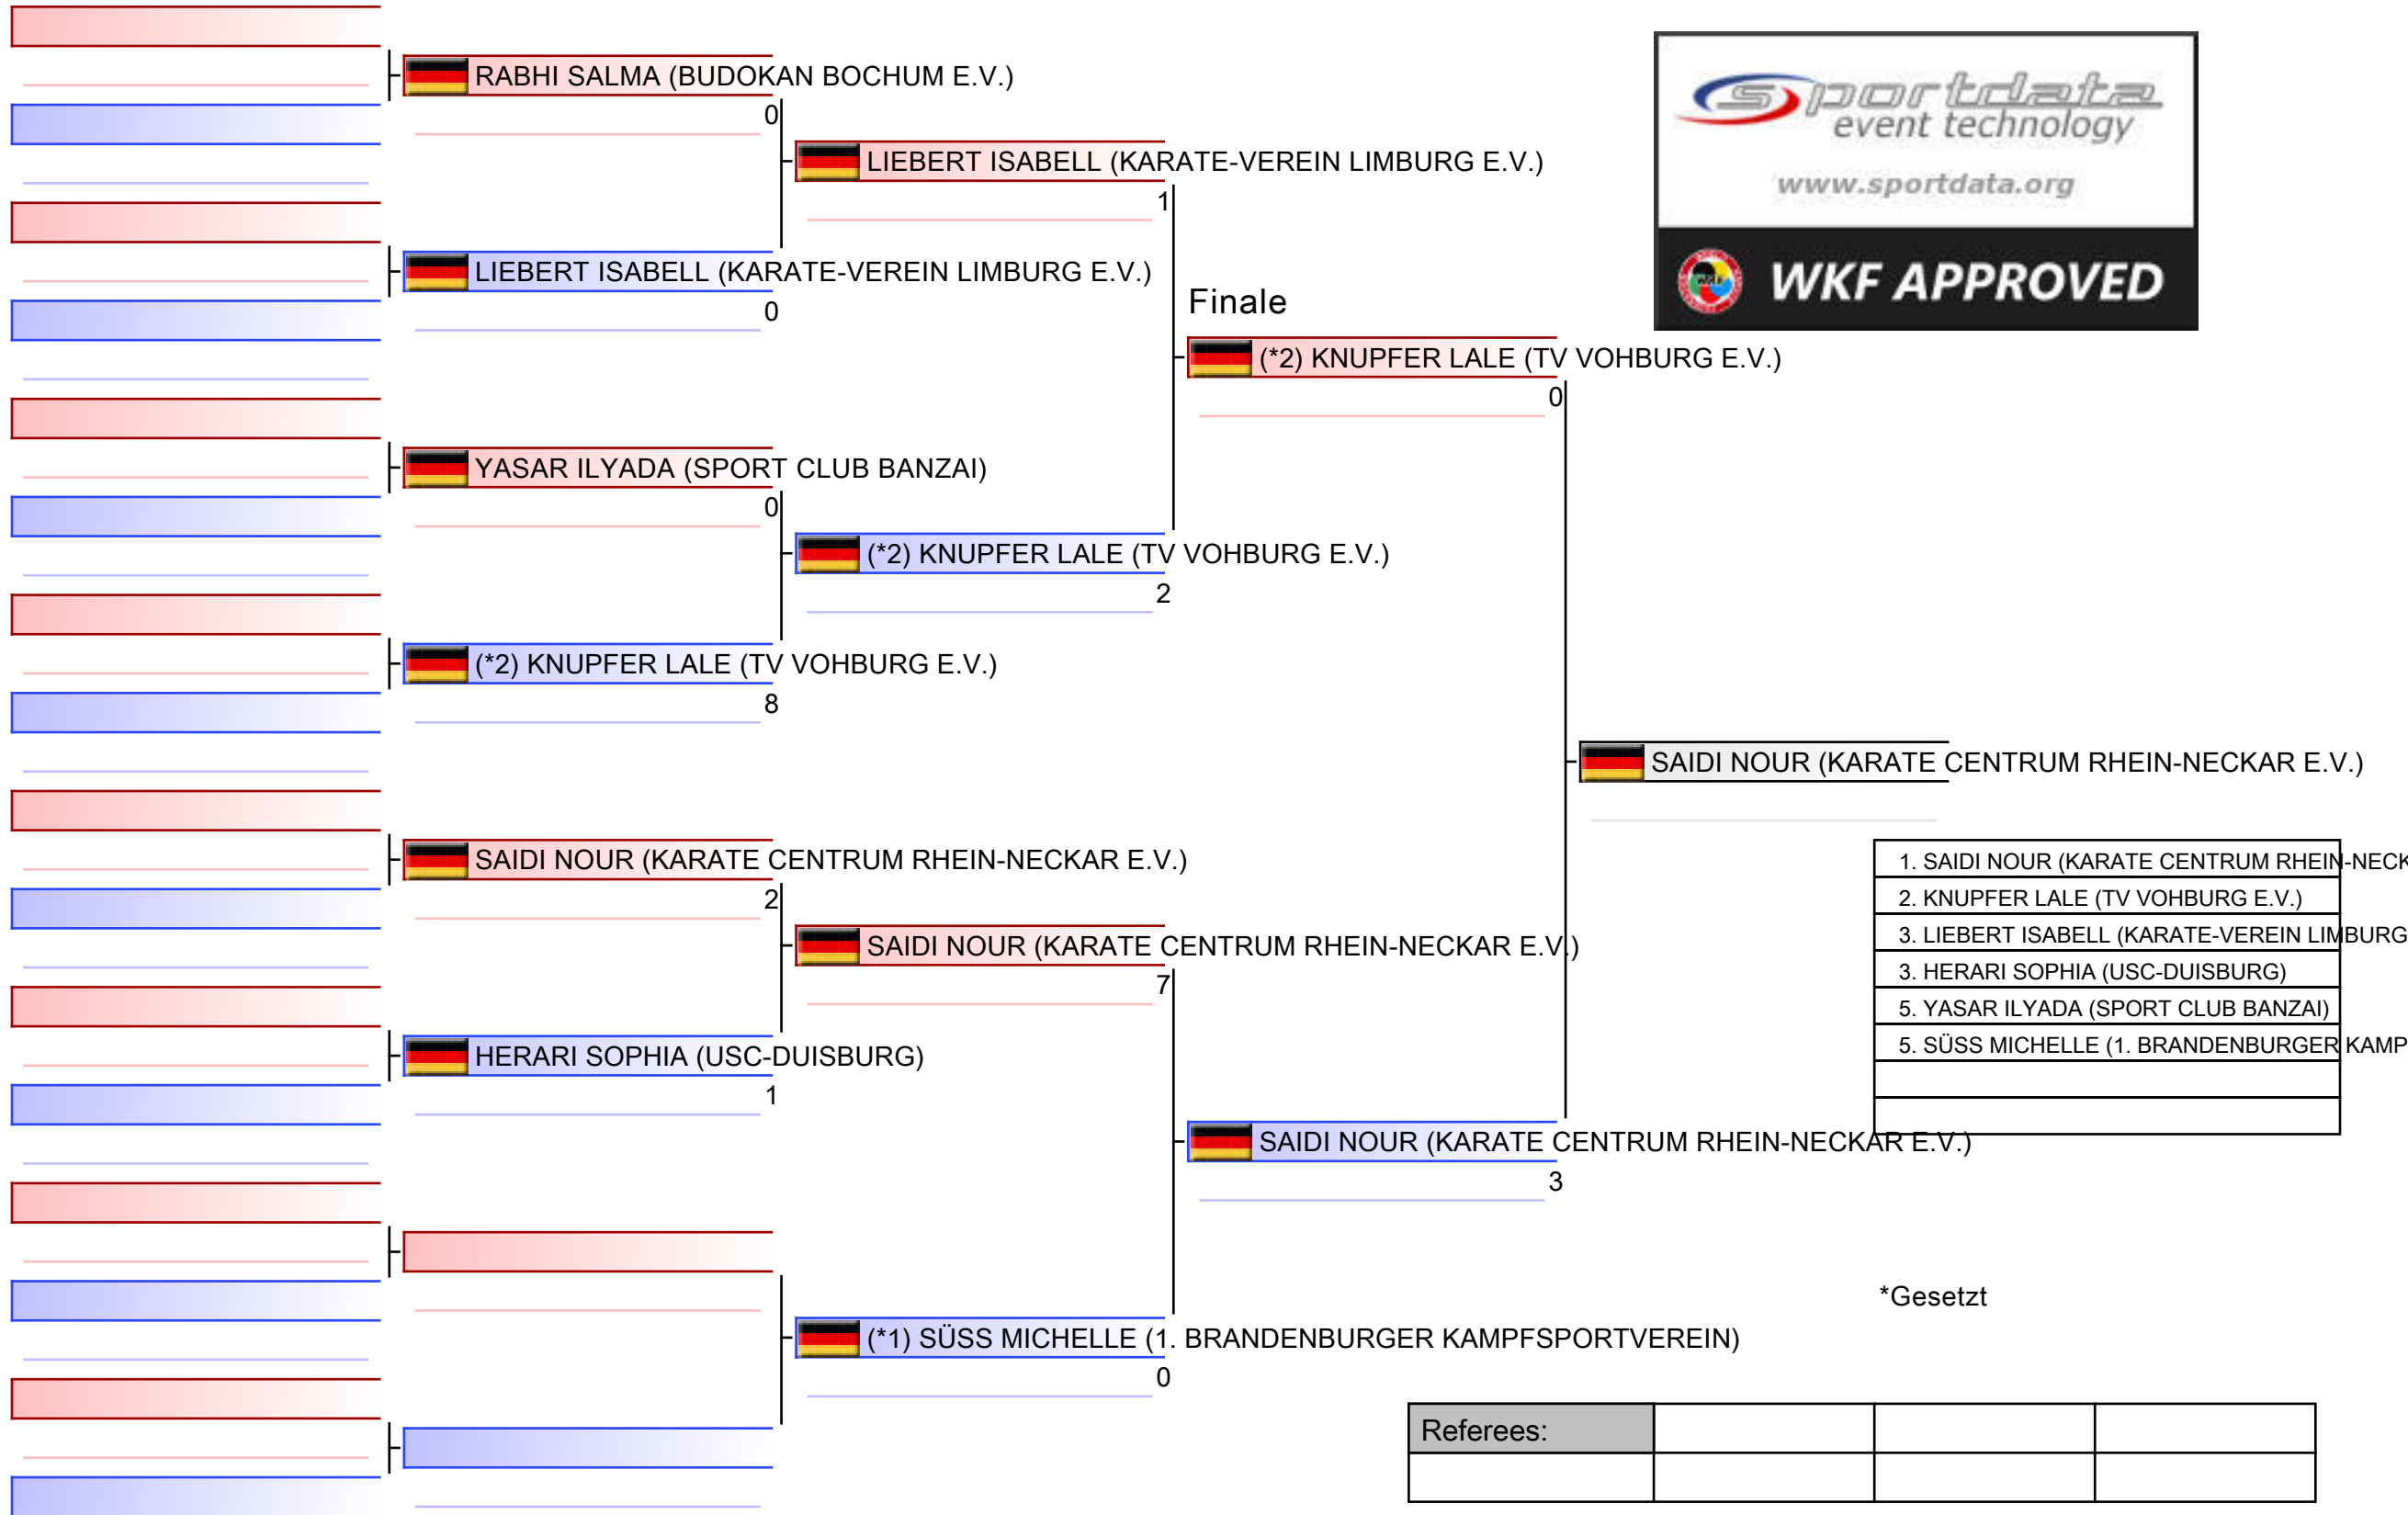 RABHI SALMA (BUDOKAN BOCHUM E.V.)
0
LIEBERT ISABELL (KARATE-VEREIN LIMBURG E.V.)
0
YASAR ILYADA (SPORT CLUB BANZAI)
0
(*2) KNUPFER LALE (TV VOHBURG E.V.)
8
SAIDI NOUR (KARATE CENTRUM RHEIN-NECKAR E.V.)
2
HERARI SOPHIA (USC-DUISBURG)
1
LIEBERT ISABELL (KARATE-VEREIN LIMBURG E.V.)
1
(*2) KNUPFER LALE (TV VOHBURG E.V.)
2
SAIDI NOUR (KARATE CENTRUM RHEIN-NECKAR E.V.)
7
(*1) SÜSS MICHELLE (1. BRANDENBURGER KAMPFSPORTVEREIN)
0
Finale
(*2) KNUPFER LALE (TV VOHBURG E.V.)
0
SAIDI NOUR (KARATE CENTRUM RHEIN-NECKAR E.V.)
3
SAIDI NOUR (KARATE CENTRUM RHEIN-NECKAR E.V.)
sportdata
event technology
www.sportdata.org
WKF
WKF APPROVED
1. SAIDI NOUR (KARATE CENTRUM RHEIN-NECK
2. KNUPFER LALE (TV VOHBURG E.V.)
3. LIEBERT ISABELL (KARATE-VEREIN LIMBURG
3. HERARI SOPHIA (USC-DUISBURG)
5. YASAR ILYADA (SPORT CLUB BANZAI)
5. SÜSS MICHELLE (1. BRANDENBURGER KAMP
*Gesetzt
Referees: